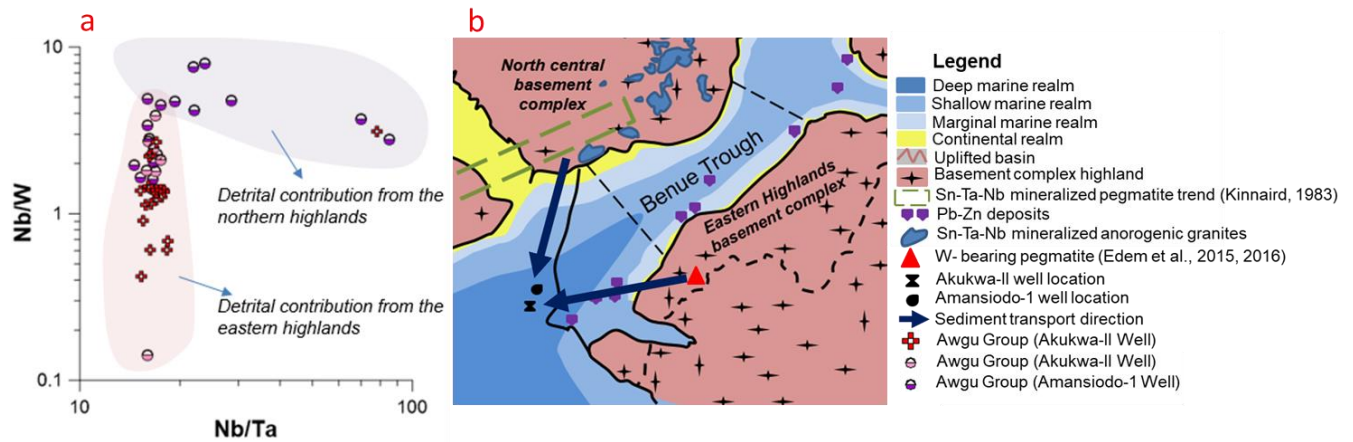 a
10
1
0.1
Nb/W
10
100
Nb/Ta
Detrital contribution from the
northern highlands
Detrital contribution from the
eastern highlands
b
North central
basement
complex
Benue Trough
Eastern Highlands
basement complex
Legend
Deep marine realm
Shallow marine realm
Marginal marine realm
Continental realm
Uplifted basin
Basement complex highland
Sn-Ta-Nb mineralized pegmatite trend (Kinnaird, 1983)
Pb-Zn deposits
Sn-Ta-Nb mineralized anorogenic granites
W- bearing pegmatite (Edem et al., 2015, 2016)
Akukwa-II well location
Amansiodo-1 well location
Sediment transport direction
Awgu Group (Akukwa-II Well)
Awgu Group (Akukwa-II Well)
Awgu Group (Amansiodo-1 Well)